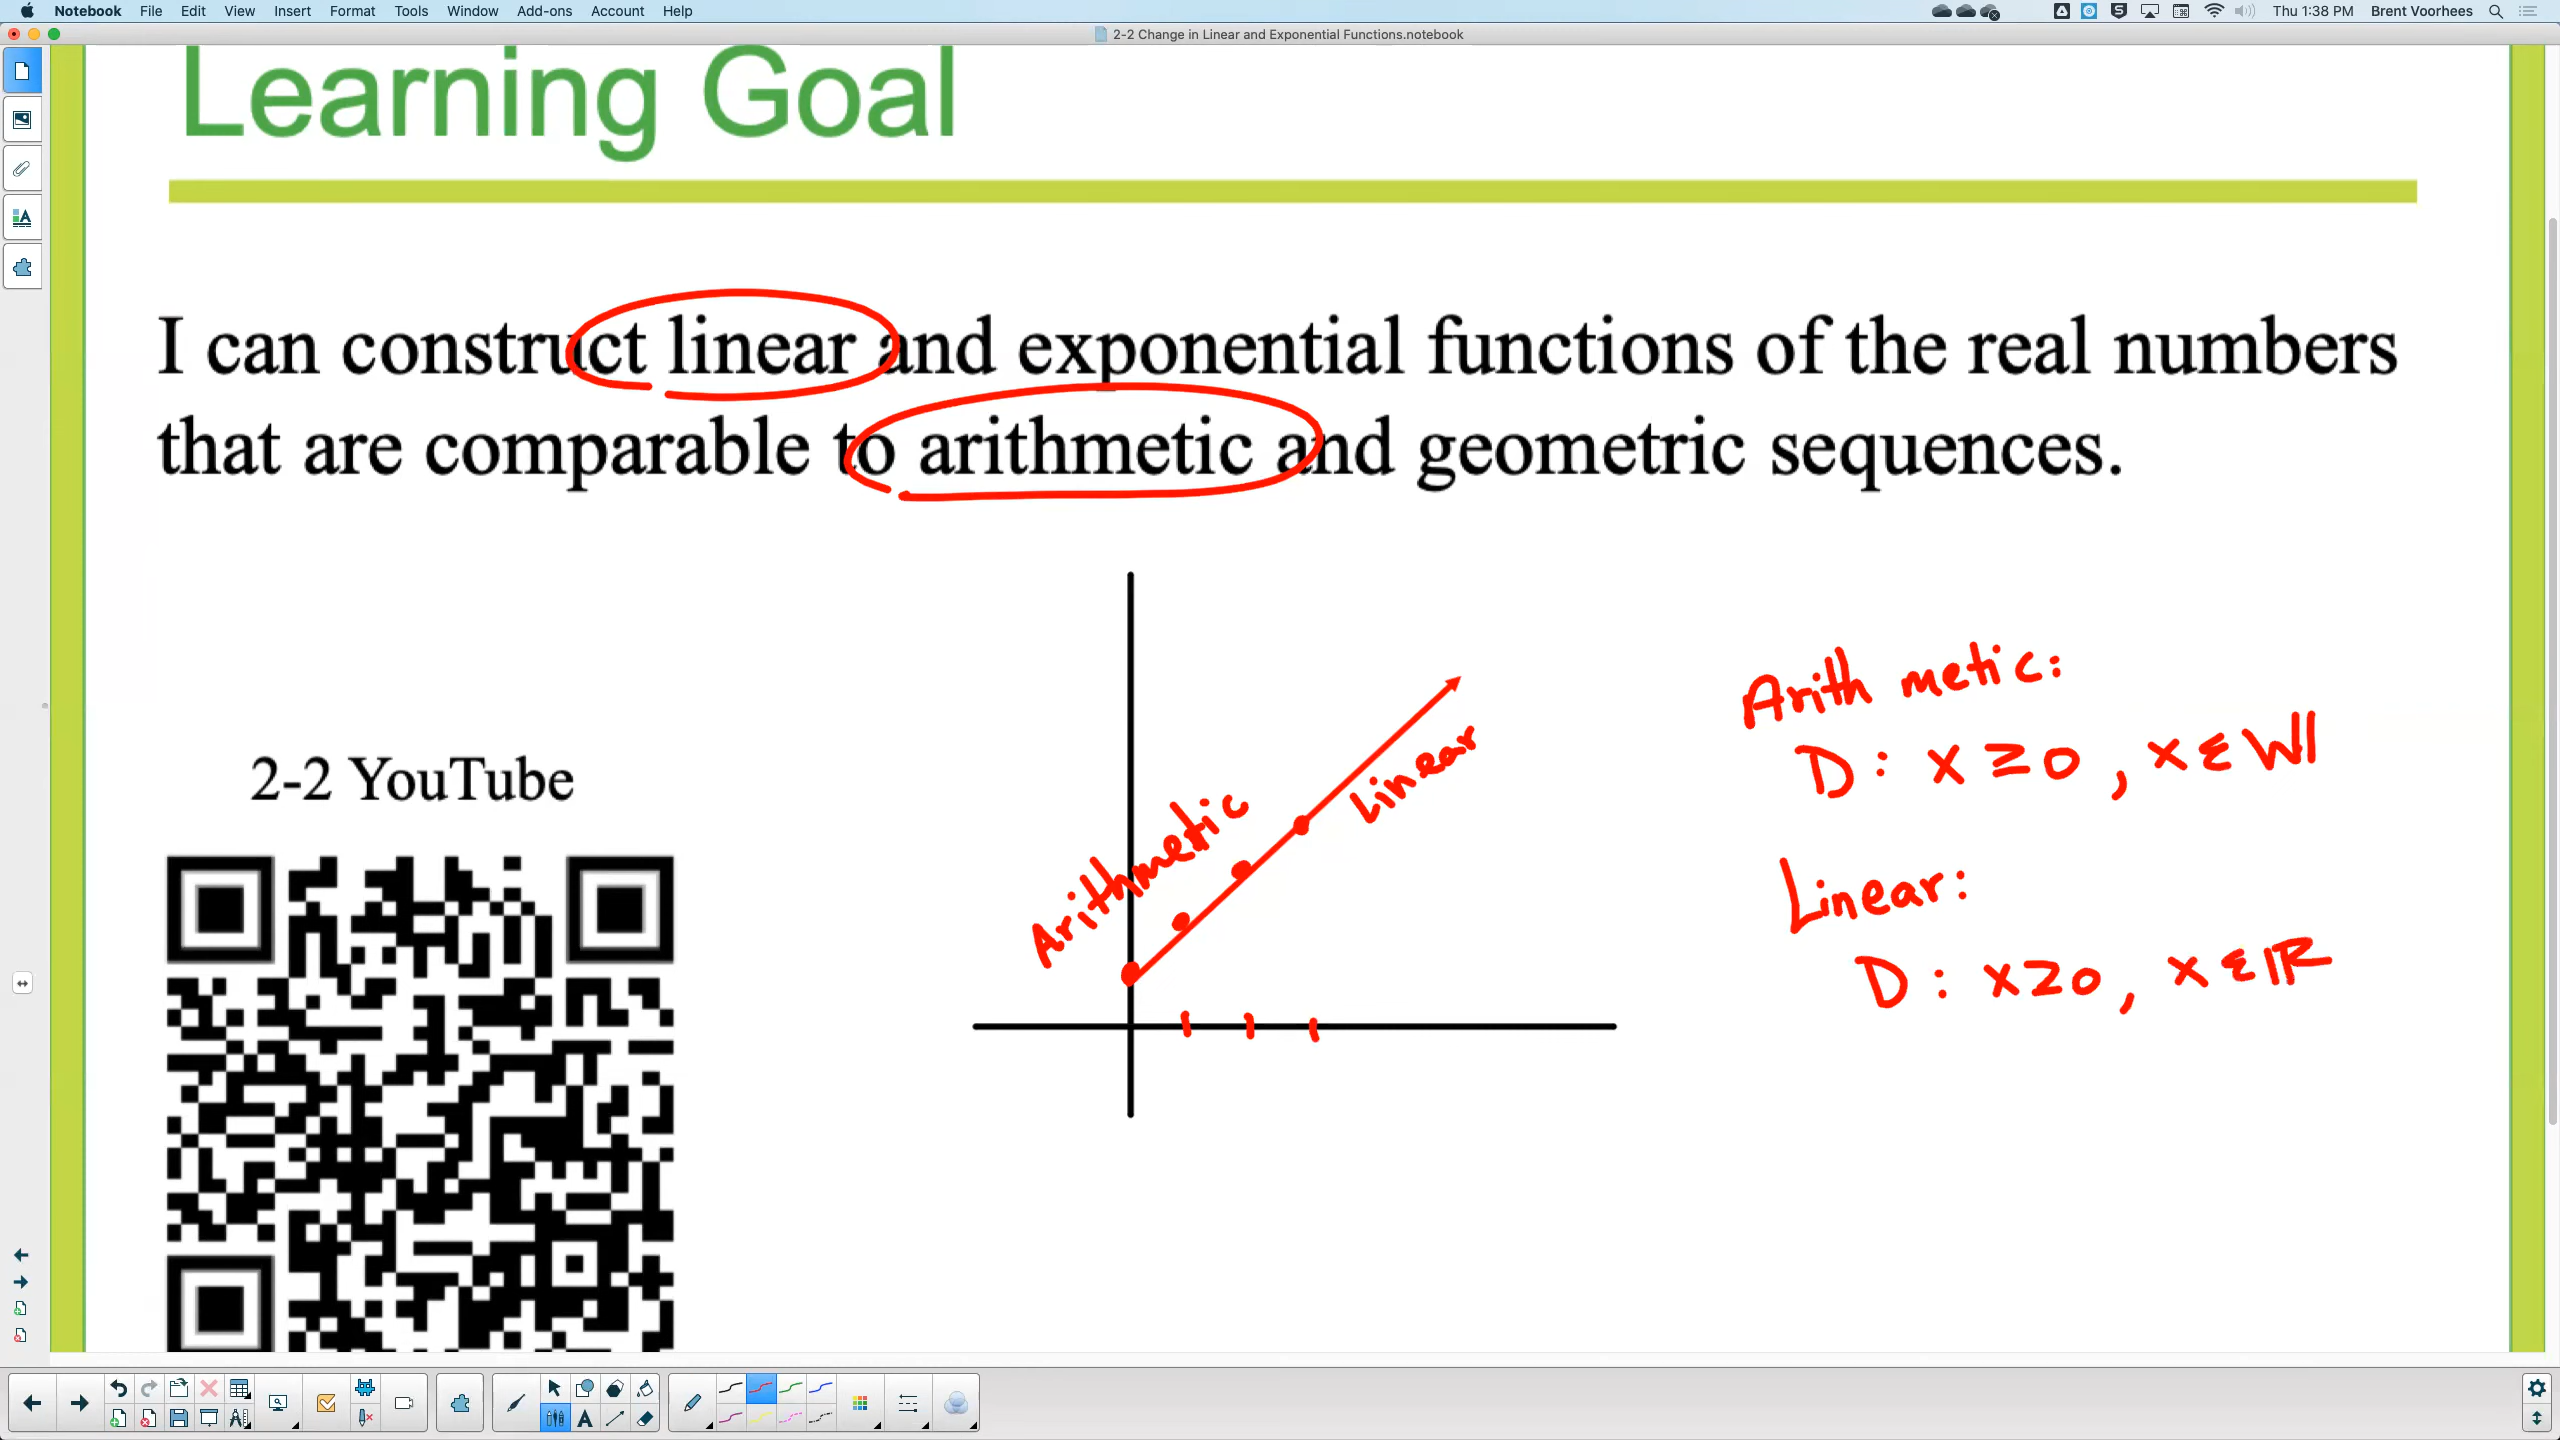 Notebook File Edit View Insert Format Tools Window Add-ons Account Help Thu 1:38 PM Brent Voorhees
2-2 Change in Linear and Exponential Functions.notebook
Learning Goal
I can construct linear and exponential functions of the real numbers
that are comparable to arithmetic and geometric sequences.
Arithmetic:
D: x ≥ 0, x ε W
Linear:
D: x ≥ 0, x ε ℝ
Arithmetic
Linear
2-2 YouTube